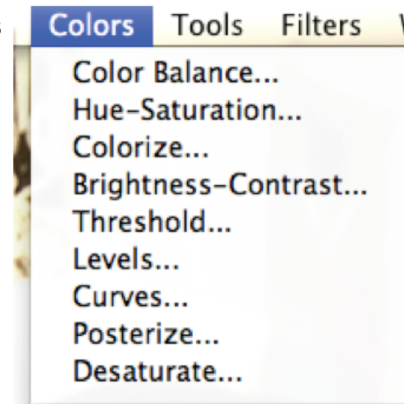 Colors Tools Filters
Color Balance...
Hue-Saturation...
Colorize...
Brightness-Contrast...
Threshold...
Levels...
Curves...
Posterize...
Desaturate...